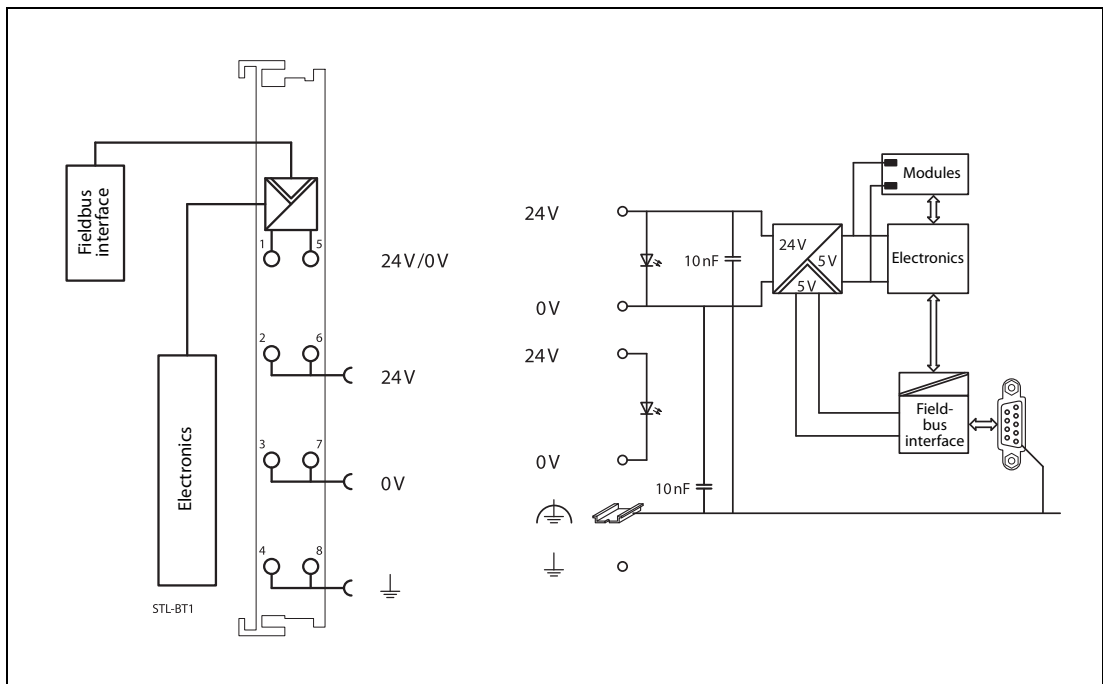 Fieldbus
interface
1
5
24V/0V
2
6
24V
3
7
0V
4
8
Electronics
STL-BT1
24V
0V
24V
0V
10nF
10nF
24V
5V
5V
Modules
Electronics
Field-
bus
interface